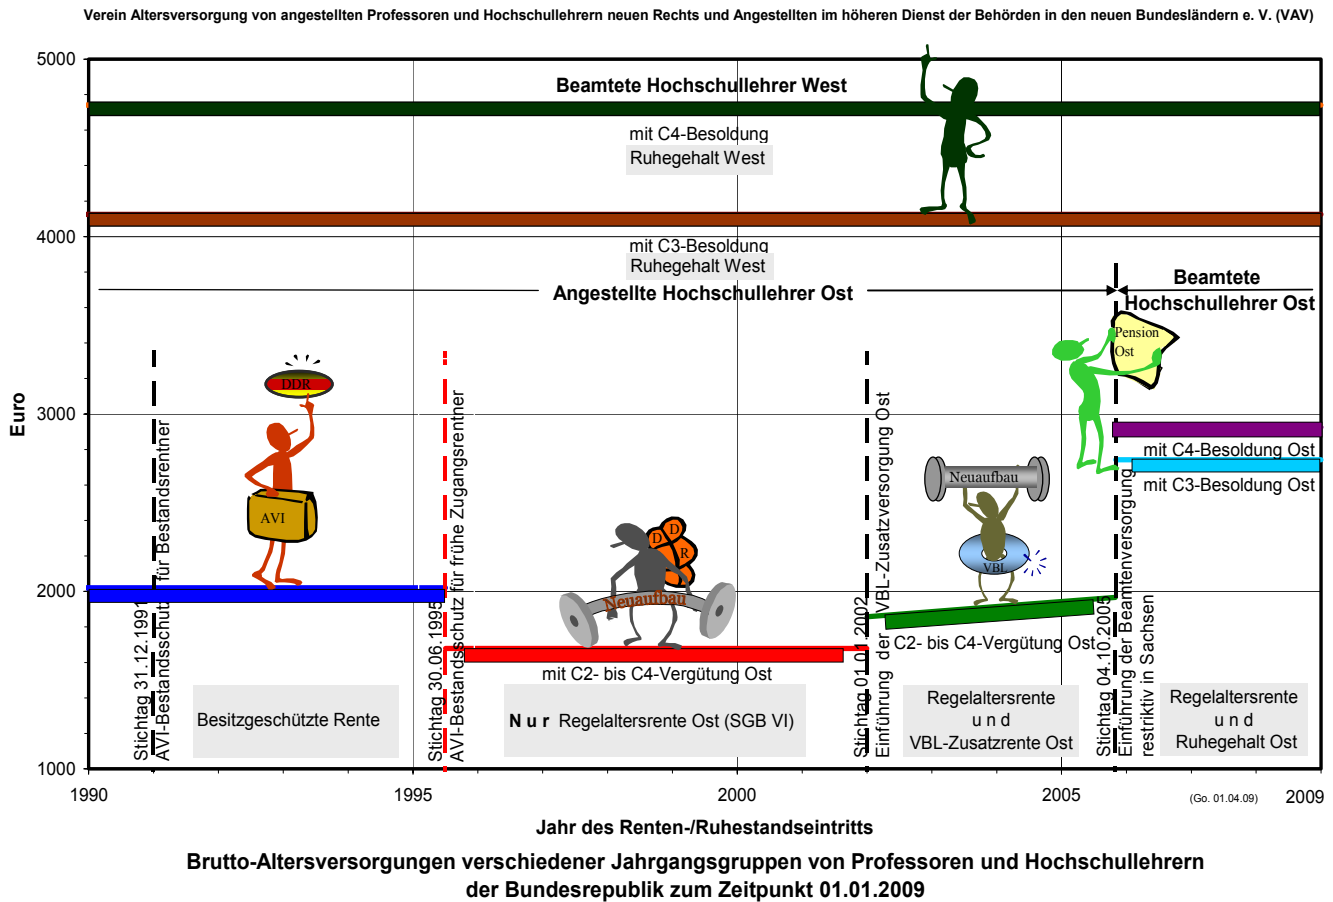 Verein Altersversorgung von angestellten Professoren und Hochschullehrern neuen Rechts und Angestellten im höheren Dienst der Behörden in den neuen Bundesländern e. V. (VAV)
5000
Beamtete Hochschullehrer West
mit C4-Besoldung
Ruhegehalt West
4000
mit C3-Besoldung
Ruhegehalt West
Angestellte Hochschullehrer Ost
Beamtete
Hochschullehrer Ost
Pension
Ost
DDR
Euro
3000
mit C4-Besoldung Ost
mit C3-Besoldung Ost
AVI
D D
R
Neuaufbau
Neuaufbau
VBL
2000
Stichtag 31.12.1991
AVI-Bestandsschutz für Bestandsrentner
Stichtag 30.06.1995
AVI-Bestandsschutz für frühe Zugangsrentner
Stichtag 01.01.2002
Einführung der VBL-Zusatzversorgung Ost
Stichtag 04.10.2005
Einführung der Beamtenversorgung
restriktiv in Sachsen
mit C2- bis C4-Vergütung Ost
C2- bis C4-Vergütung Ost
Besitzgeschützte Rente
Nur Regelaltersrente Ost (SGB VI)
Regelaltersrente
und
VBL-Zusatzrente Ost
Regelaltersrente
und
Ruhegehalt Ost
1000
1990 1995 2000 2005 (Go. 01.04.09) 2009
Jahr des Renten-/Ruhestandseintritts
Brutto-Altersversorgungen verschiedener Jahrgangsgruppen von Professoren und Hochschullehrern
der Bundesrepublik zum Zeitpunkt 01.01.2009